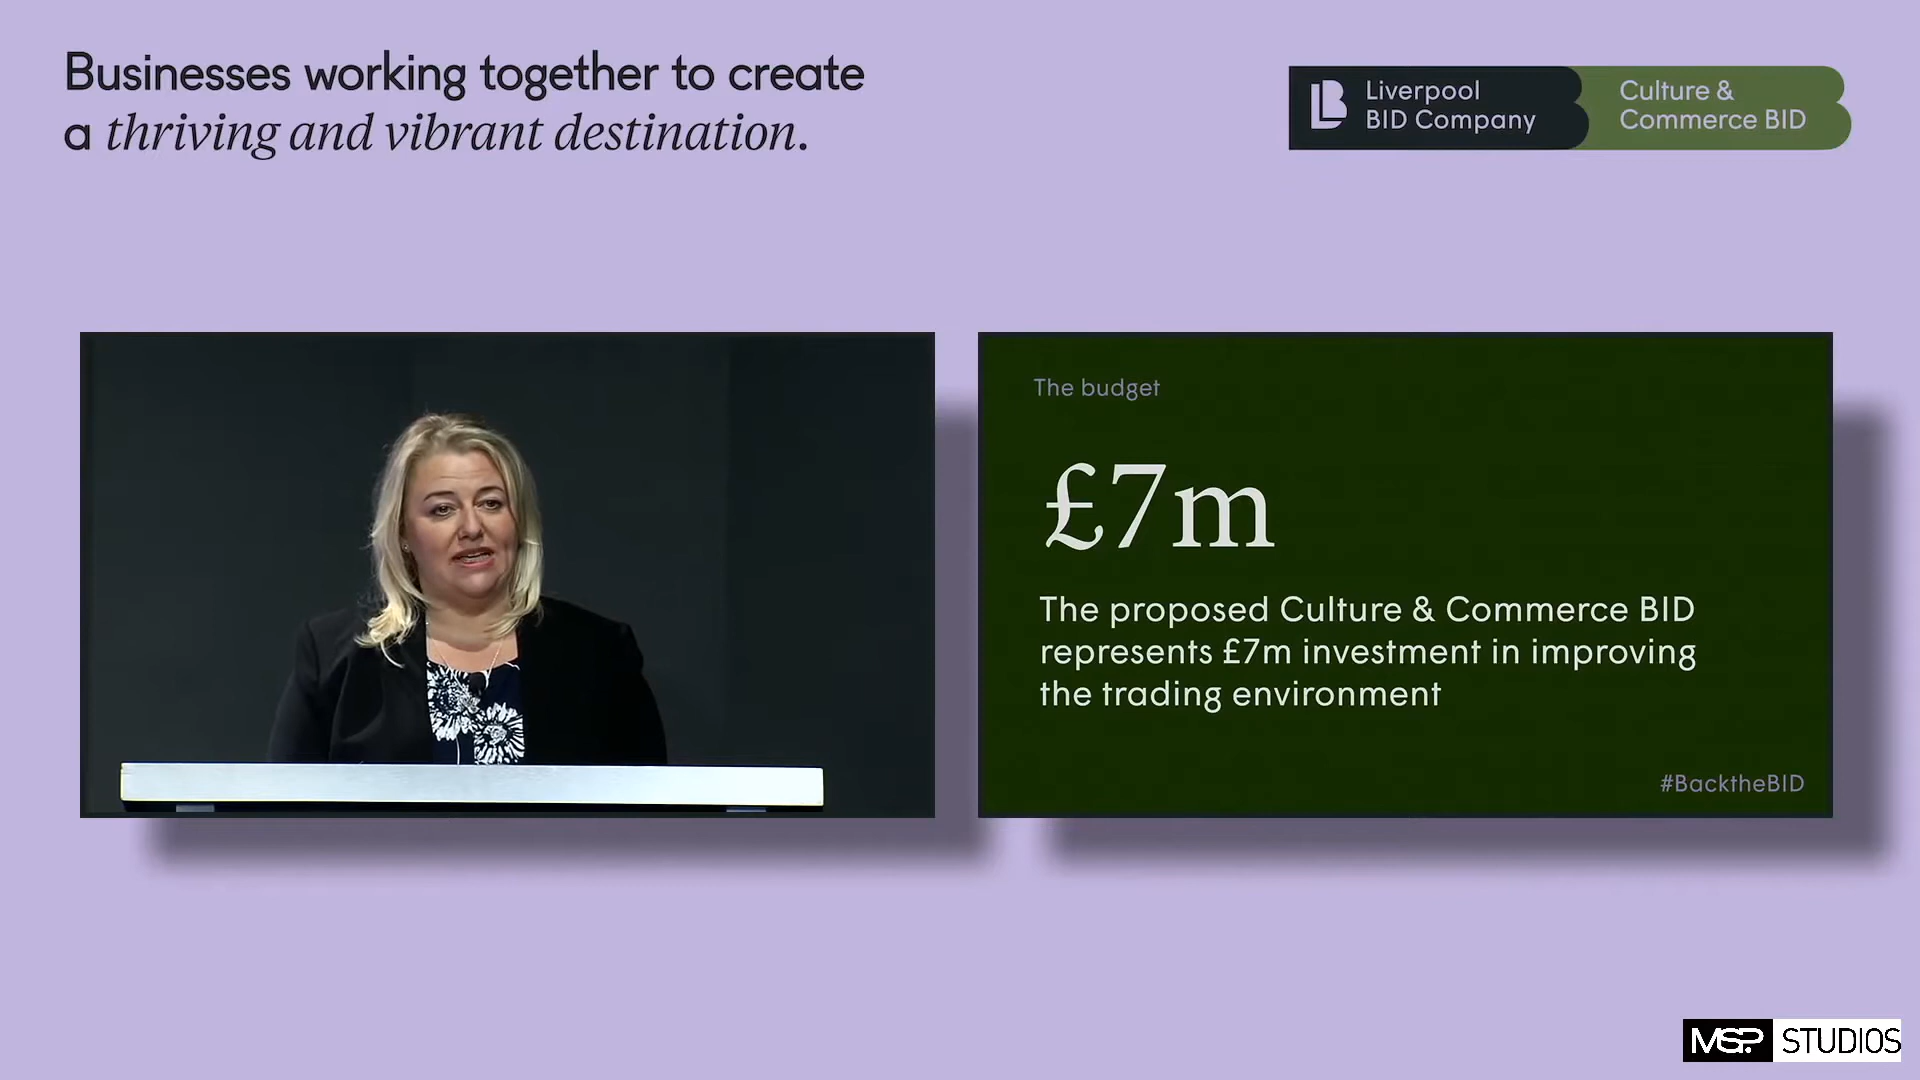 Businesses working together to create
a thriving and vibrant destination.
LB
Liverpool
BID Company
Culture &
Commerce BID
The budget
£7m
The proposed Culture & Commerce BID
represents £7m investment in improving
the trading environment
#BacktheBID
MSP STUDIOS